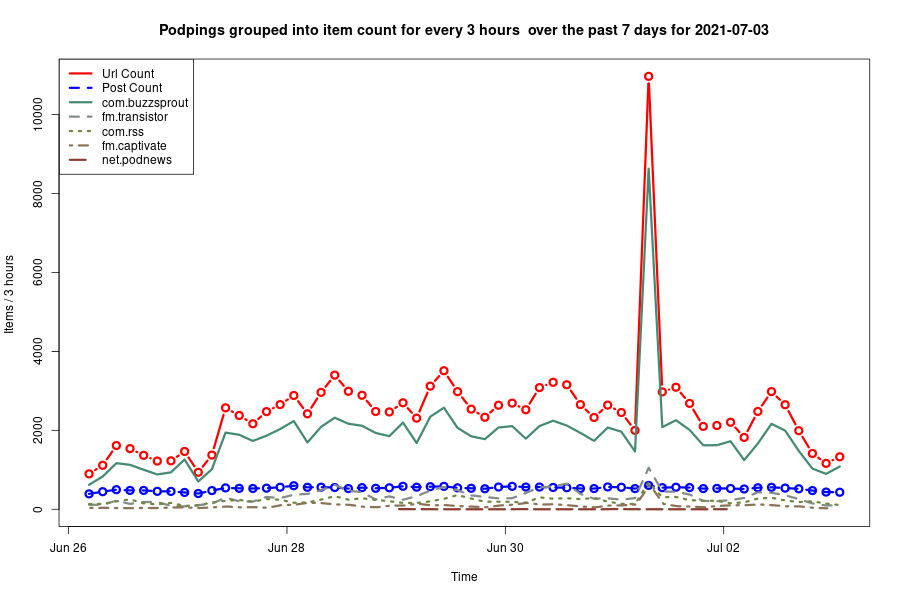 Podpings grouped into item count for every 3 hours  over the past 7 days for 2021-07-03
Url Count
Post Count
com.buzzsprout
fm.transistor
com.rss
fm.captivate
net.podnews
Items / 3 hours
10000
8000
6000
4000
2000
0
Jun 26
Jun 28
Jun 30
Jul 02
Time